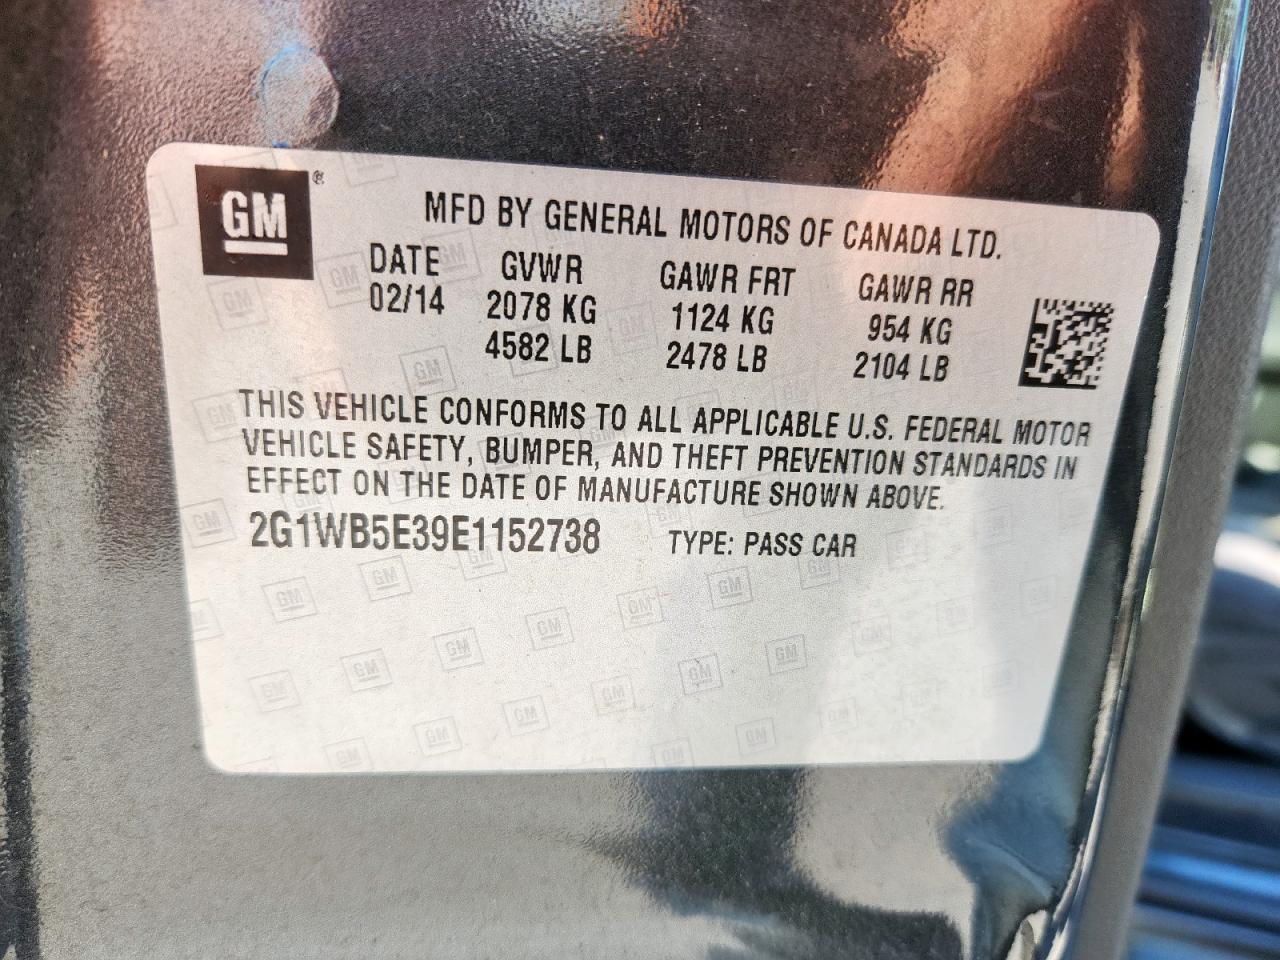 GM ®
MFD BY GENERAL MOTORS OF CANADA LTD.
DATE GVWR GAWR FRT GAWR RR
02/14 2078 KG 1124 KG 954 KG
4582 LB 2478 LB 2104 LB
THIS VEHICLE CONFORMS TO ALL APPLICABLE U.S. FEDERAL MOTOR
VEHICLE SAFETY, BUMPER, AND THEFT PREVENTION STANDARDS IN
EFFECT ON THE DATE OF MANUFACTURE SHOWN ABOVE.
2G1WB5E39E1152738 TYPE: PASS CAR